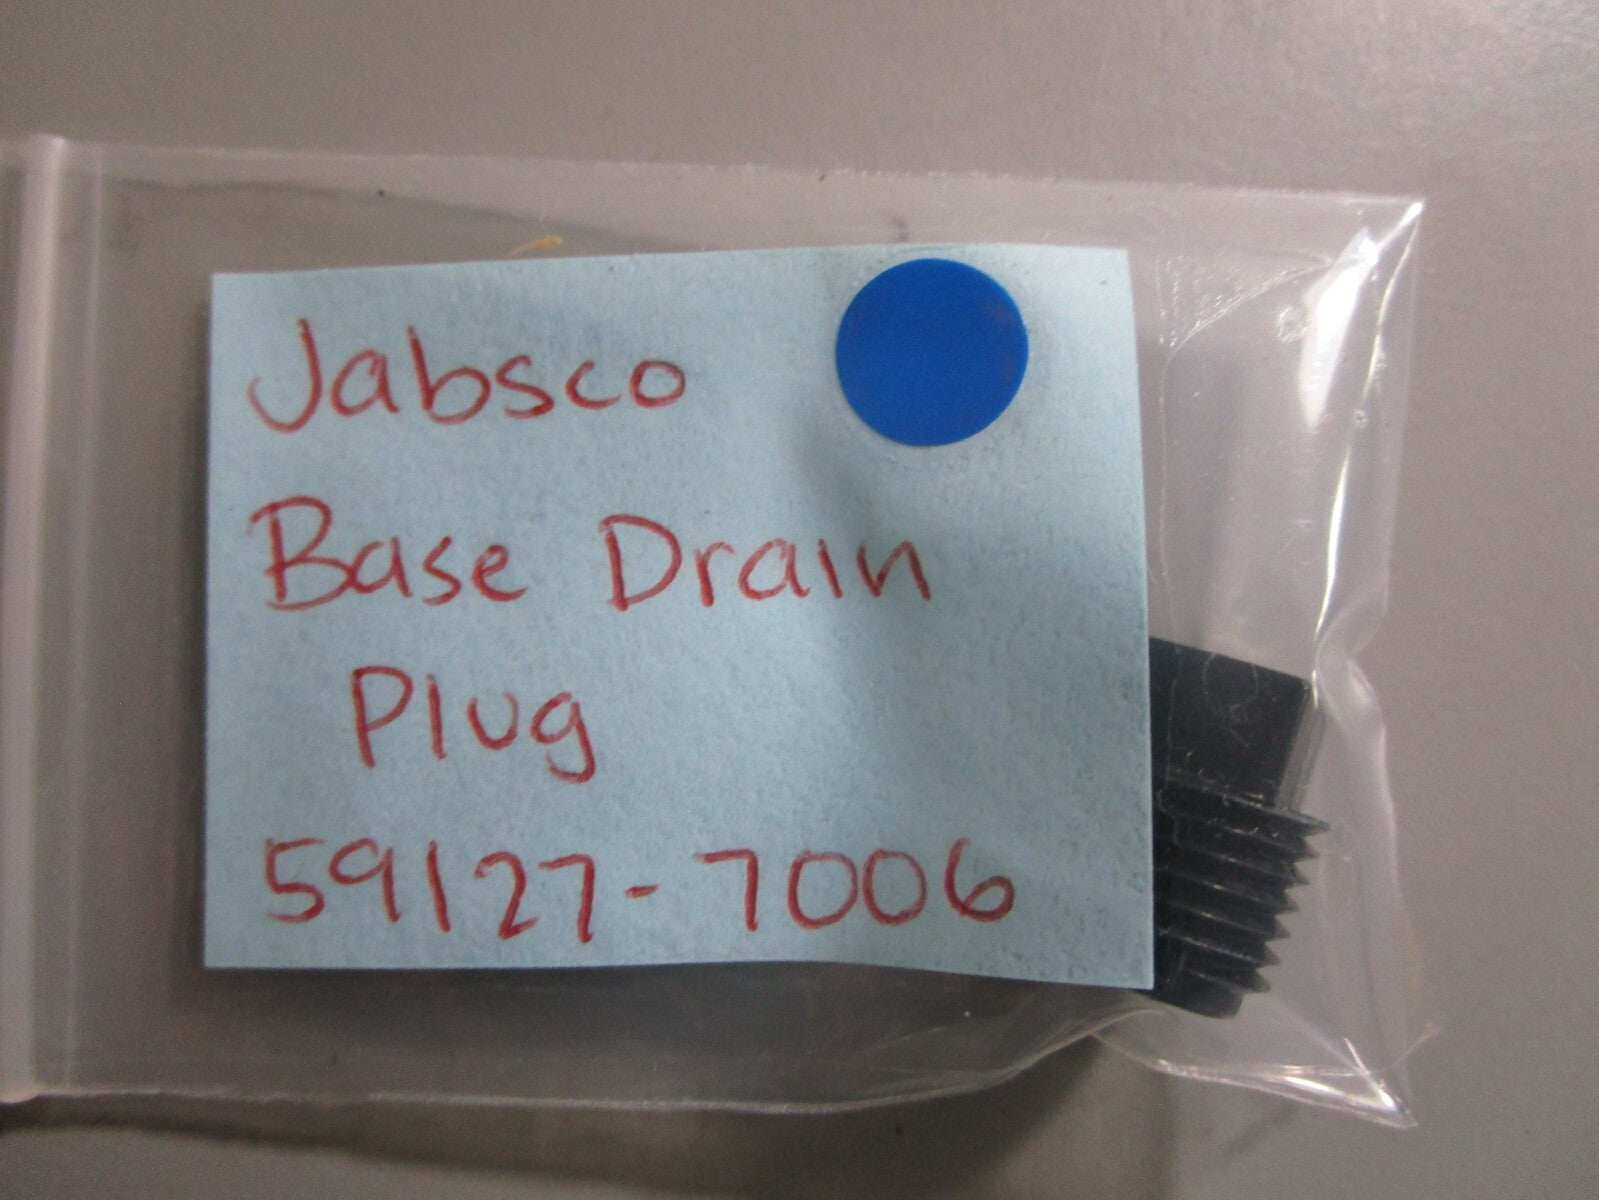 Jabsco
Base Drain
Plug
59127-7006